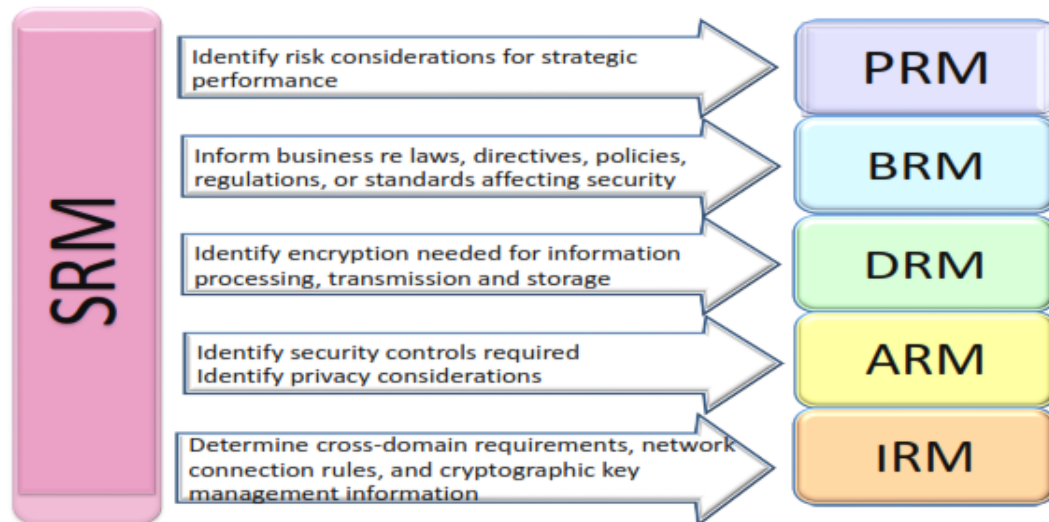 SRM
Identify risk considerations for strategic
performance
PRM
Inform business re laws, directives, policies,
regulations, or standards affecting security
BRM
Identify encryption needed for information
processing, transmission and storage
DRM
Identify security controls required
Identify privacy considerations
ARM
Determine cross-domain requirements, network
connection rules, and cryptographic key
management information
IRM